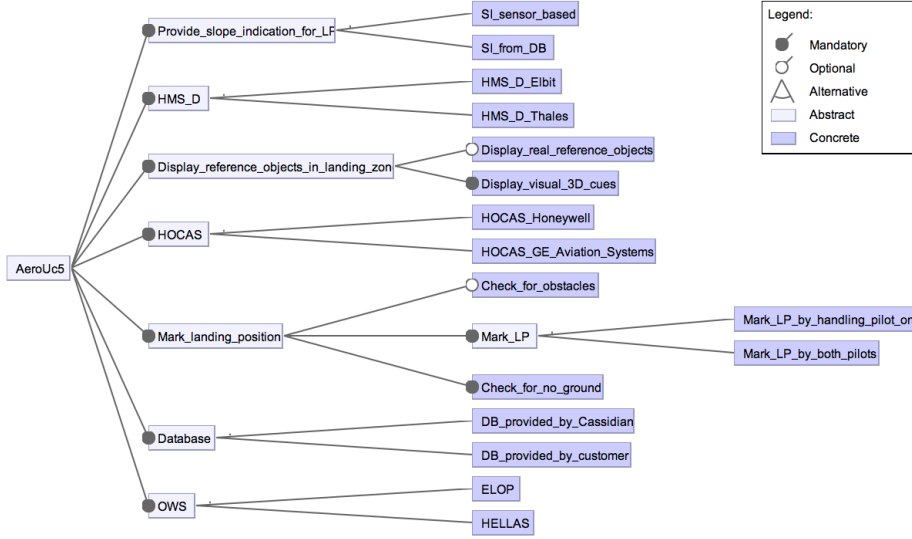 SI_sensor_based
Legend:
Provide_slope_indication_for_LP
Mandatory
SI_from_DB
Optional
HMS_D_Elbit
Alternative
HMS_D
Abstract
HMS_D_Thales
Concrete
Display_real_reference_objects
Display_reference_objects_in_landing_zon
Display_visual_3D_cues
HOCAS_Honeywell
HOCAS
HOCAS_GE_Aviation_Systems
AeroUc5
Check_for_obstacles
Mark_LP_by_handling_pilot_on
Mark_landing_position
Mark_LP
Mark_LP_by_both_pilots
Check_for_no_ground
DB_provided_by_Cassidian
Database
DB_provided_by_customer
ELOP
OWS
HELLAS